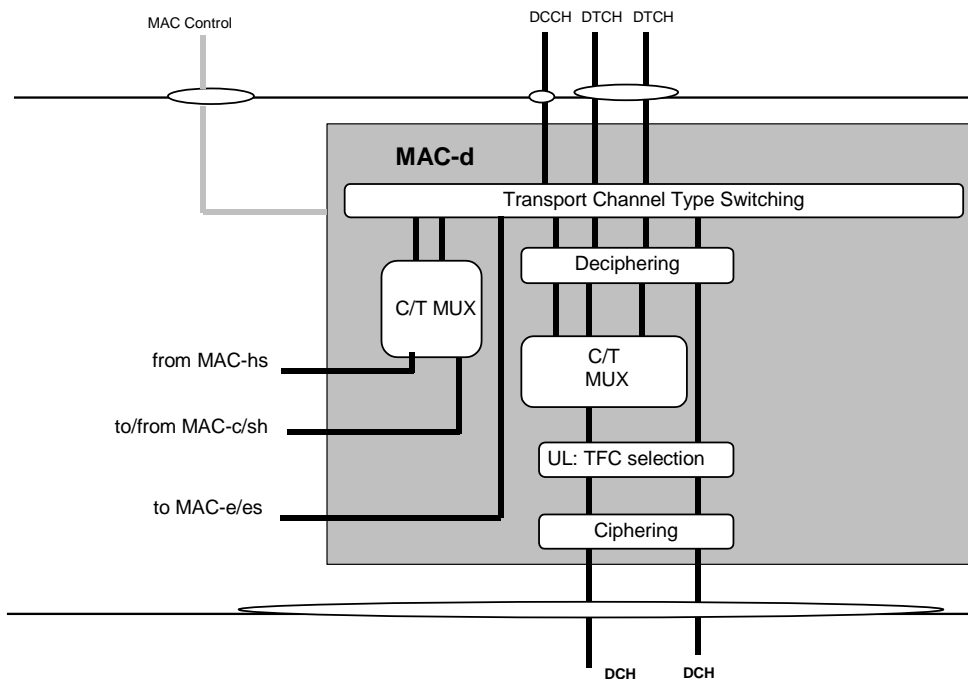 MAC Control
DCCH DTCH DTCH
MAC-d
Transport Channel Type Switching
Deciphering
C/T MUX
from MAC-hs
C/T
MUX
to/from MAC-c/sh
UL: TFC selection
to MAC-e/es
Ciphering
DCH DCH